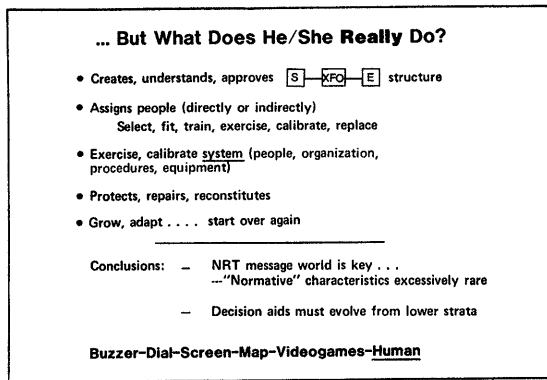 ... But What Does He/She Really Do?
• Creates, understands, approves S XFO E structure
• Assigns people (directly or indirectly)
Select, fit, train, exercise, calibrate, replace
• Exercise, calibrate system (people, organization,
procedures, equipment)
• Protects, repairs, reconstitutes
• Grow, adapt .... start over again
Conclusions: – NRT message world is key ...
---"Normative" characteristics excessively rare
– Decision aids must evolve from lower strata
Buzzer-Dial-Screen-Map-Videogames-Human